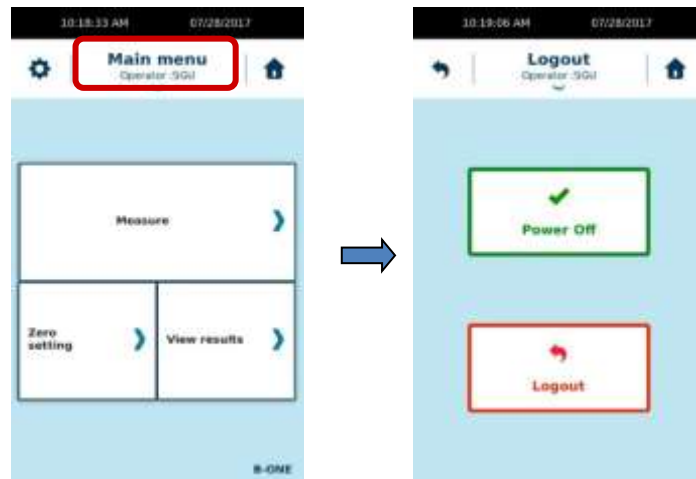 10:18:33 AM 07/28/2017
Main menu
Operator :SGU
Measure
Zero
setting
View results
B-ONE
10:19:06 AM 07/28/2017
Logout
Operator :SGU
Power Off
Logout